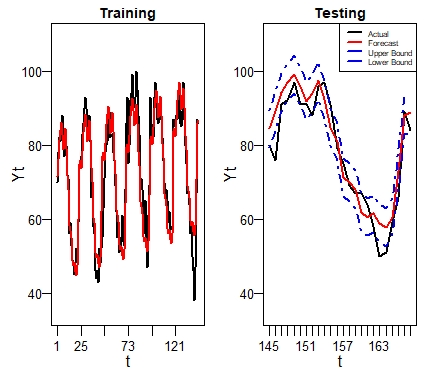 Training
Yt
100
80
60
40
1 25 73 121
t
Testing
Actual
Forecast
Upper Bound
Lower Bound
Yt
100
80
60
40
145 151 157 163
t